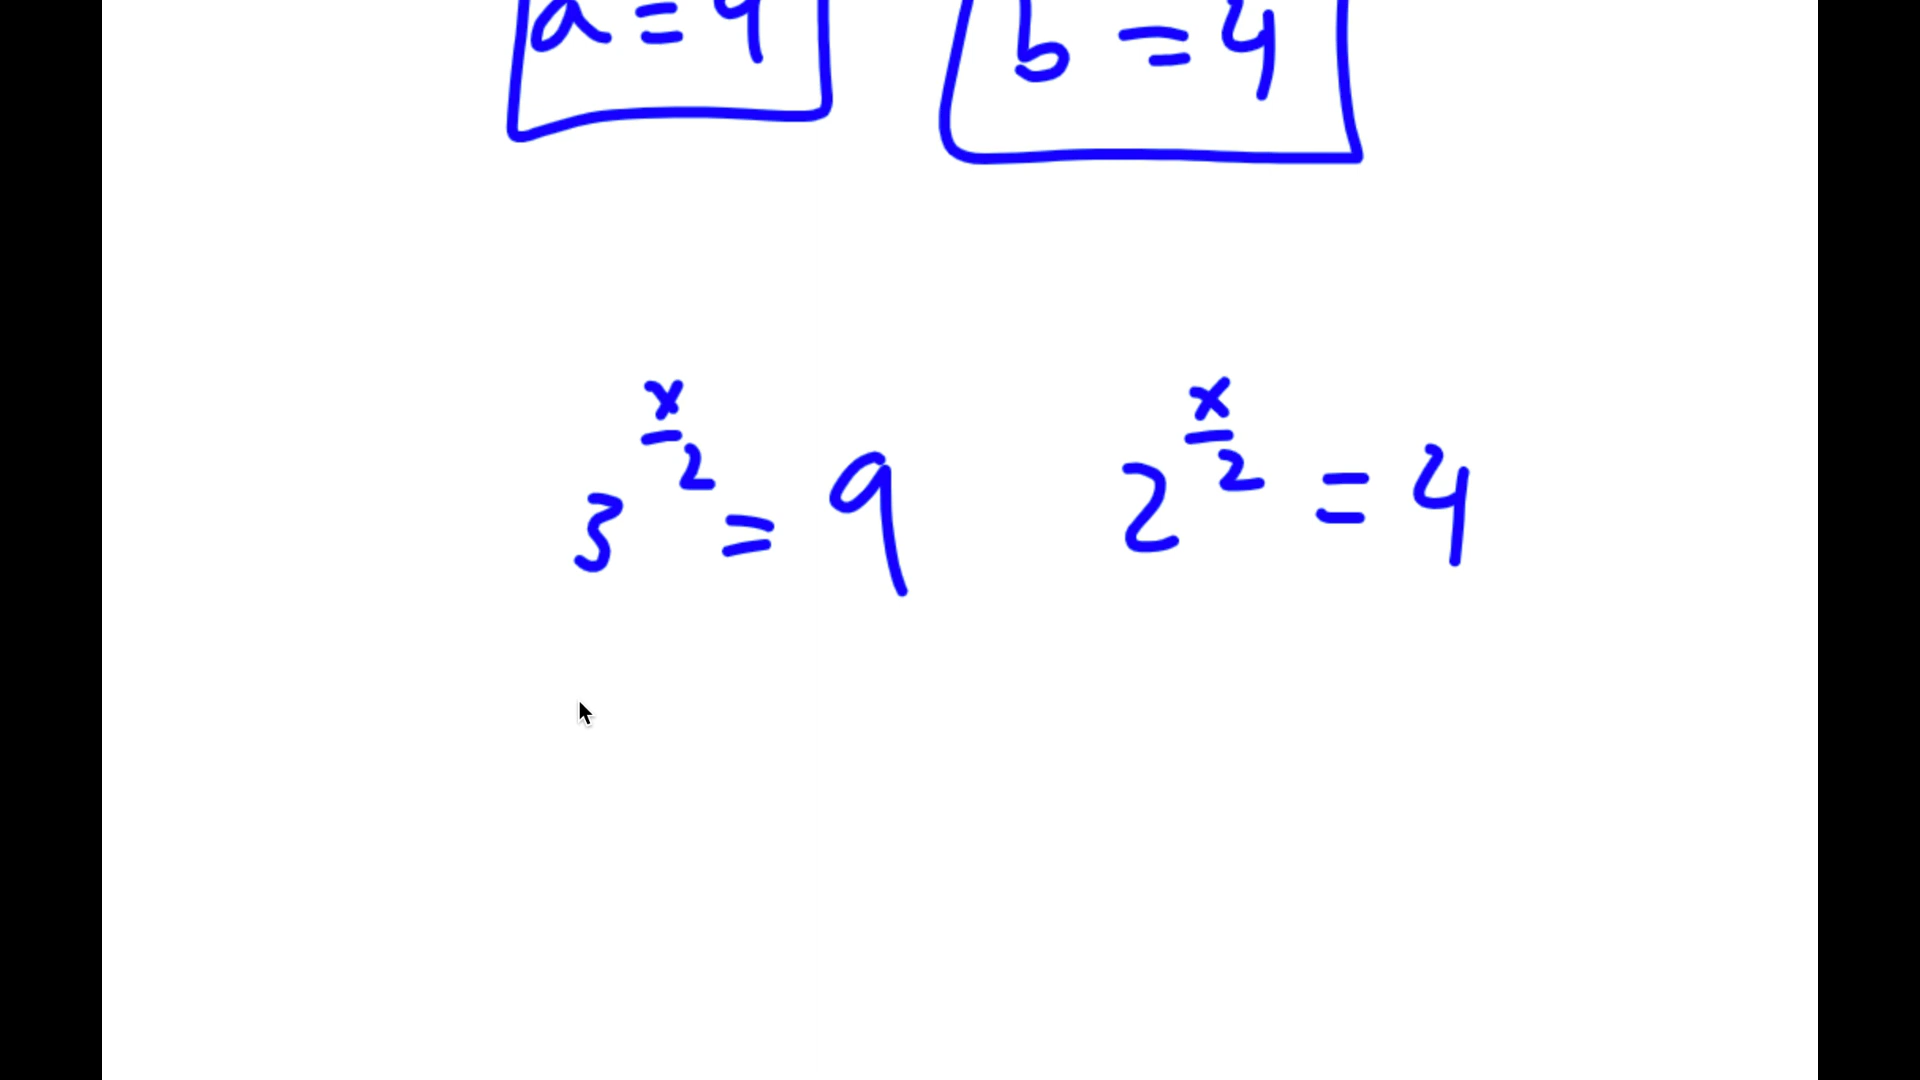 a = 9 b = 4
3^(x/2) = 9 2^(x/2) = 4